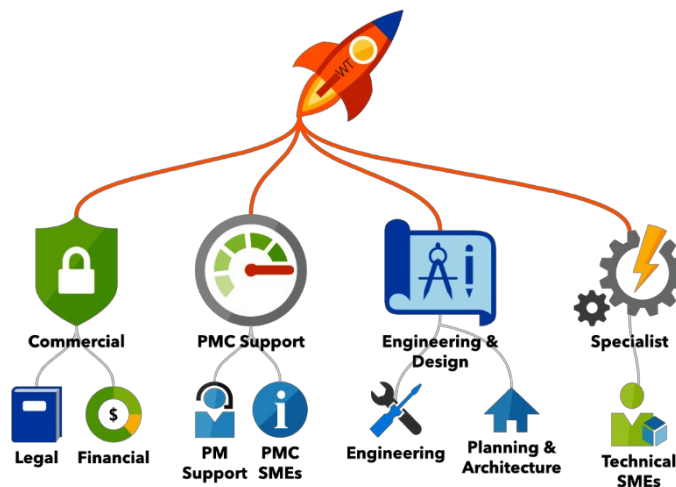 WT
Commercial
PMC Support
Engineering &
Design
Specialist
$
Legal
Financial
PM
Support
PMC
SMEs
Engineering
Planning &
Architecture
Technical
SMEs